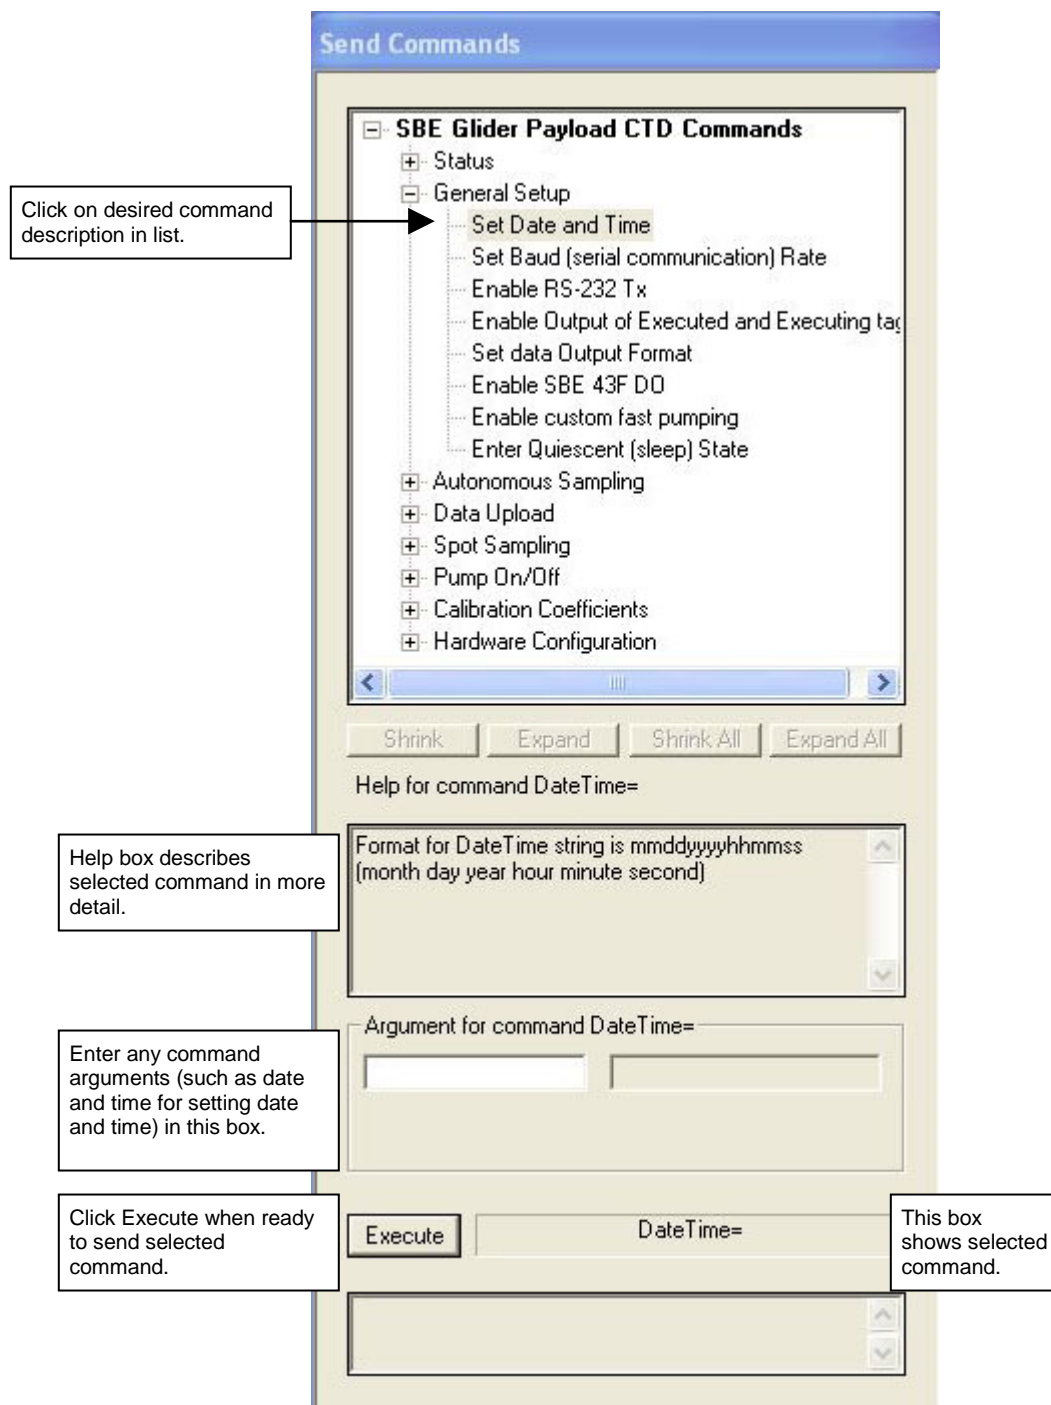 Send Commands
SBE Glider Payload CTD Commands
Status
General Setup
Click on desired command
description in list.
Set Date and Time
Set Baud (serial communication) Rate
Enable RS-232 Tx
Enable Output of Executed and Executing tag
Set data Output Format
Enable SBE 43F DO
Enable custom fast pumping
Enter Quiescent (sleep) State
Autonomous Sampling
Data Upload
Spot Sampling
Pump On/Off
Calibration Coefficients
Hardware Configuration
Shrink Expand Shrink All Expand All
Help for command DateTime=
Help box describes
selected command in more
detail.
Format for DateTime string is mmddyyyyhhmmss
(month day year hour minute second)
Argument for command DateTime=
Enter any command
arguments (such as date
and time for setting date
and time) in this box.
Click Execute when ready
to send selected
command.
Execute DateTime=
This box
shows selected
command.